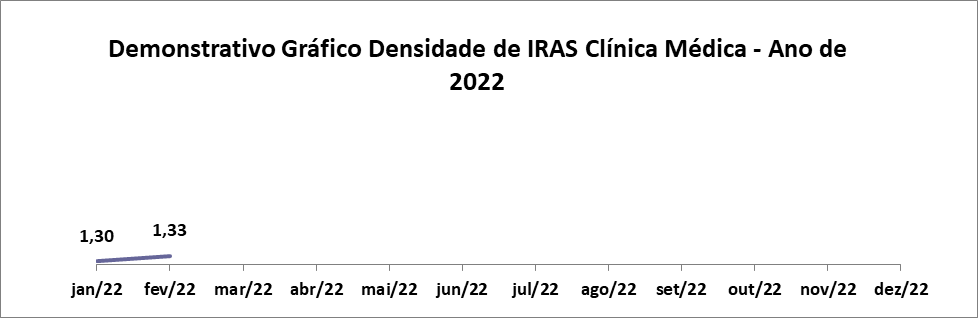 Demonstrativo Gráfico Densidade de IRAS Clínica Médica - Ano de
2022
1,30
1,33
jan/22 fev/22 mar/22 abr/22 mai/22 jun/22 jul/22 ago/22 set/22 out/22 nov/22 dez/22